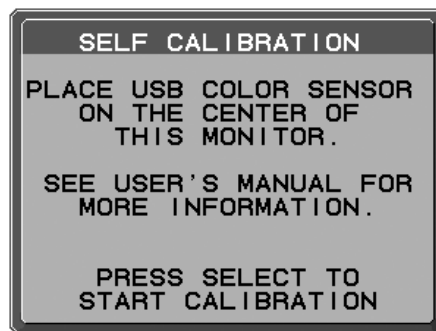 SELF CALIBRATION
PLACE USB COLOR SENSOR
ON THE CENTER OF
THIS MONITOR.
SEE USER'S MANUAL FOR
MORE INFORMATION.
PRESS SELECT TO
START CALIBRATION